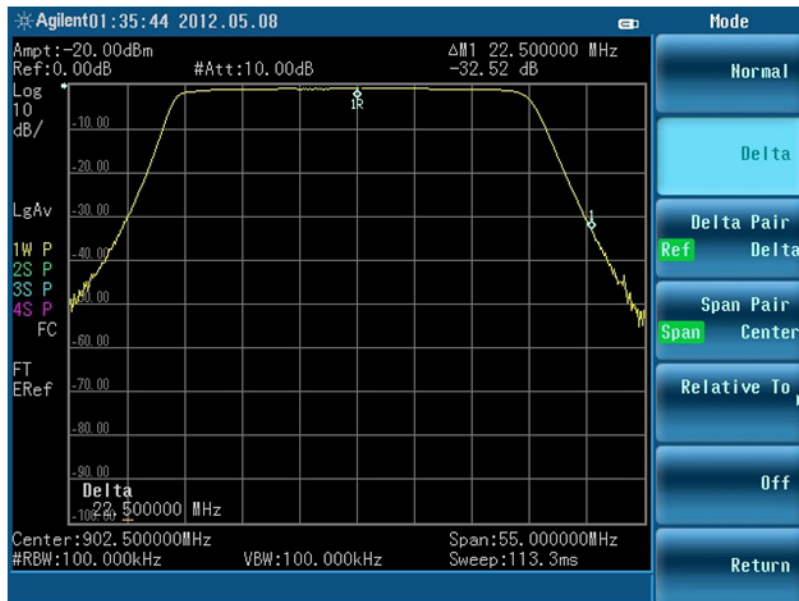 Agilent 01:35:44 2012.05.08
Mode
Ampt:-20.00dBm
ΔM1 22.500000 MHz
Ref:0.00dB #Att:10.00dB -32.52 dB
Log
10
dB/
LgAv
1W P
2S P
3S P
4S P
FC
FT
ERef
-10.00
-20.00
-30.00
-40.00
-60.00
-70.00
-80.00
-90.00
1R
1
Delta
22.500000 MHz
Center:902.500000MHz Span:55.000000MHz
#RBW:100.000kHz VBW:100.000kHz Sweep:113.3ms
Normal
Delta
Delta Pair
Ref Delta
Span Pair
Span Center
Relative To
Off
Return